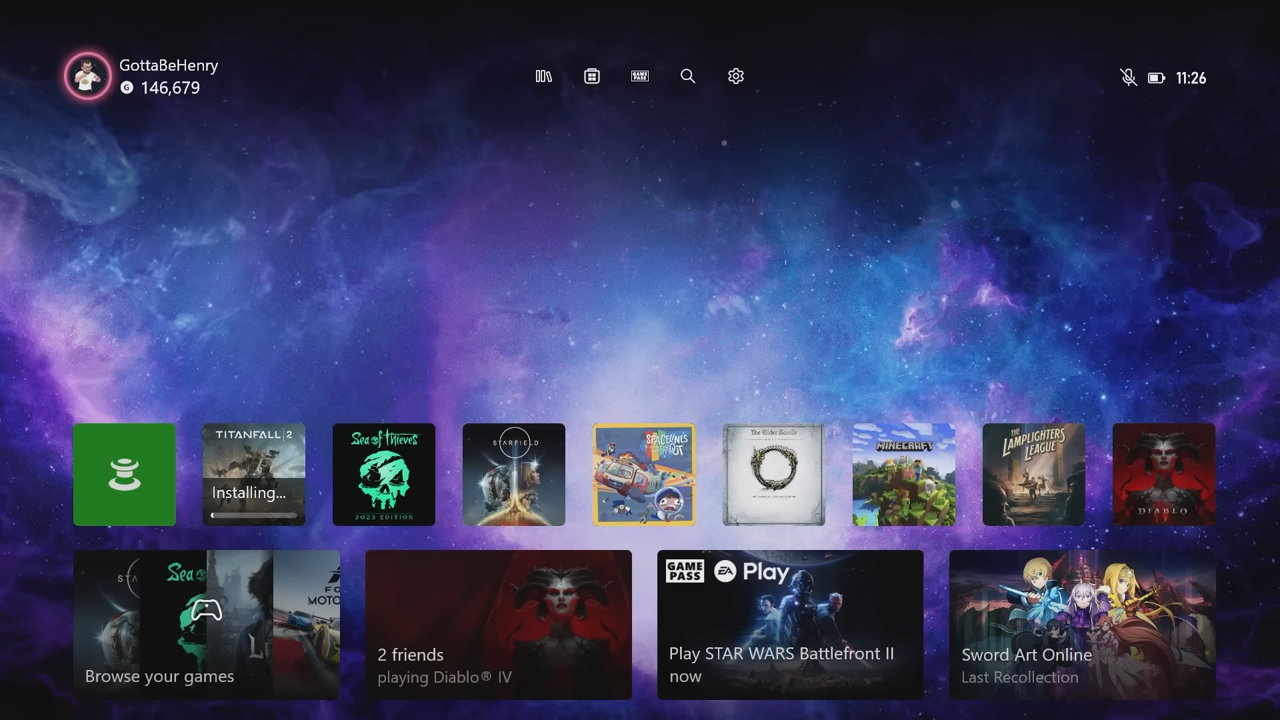 GottaBeHenry
G 146,679
GAME PASS
11:26
TITANFALL 2
Installing...
Sea of Thieves
2023 EDITION
STARFIELD
The Elder Scrolls
MINECRAFT
THE LAMPLIGHTERS LEAGUE
DIABLO
Browse your games
2 friends
playing Diablo® IV
GAME PASS
EA Play
Play STAR WARS Battlefront II
now
Sword Art Online
Last Recollection